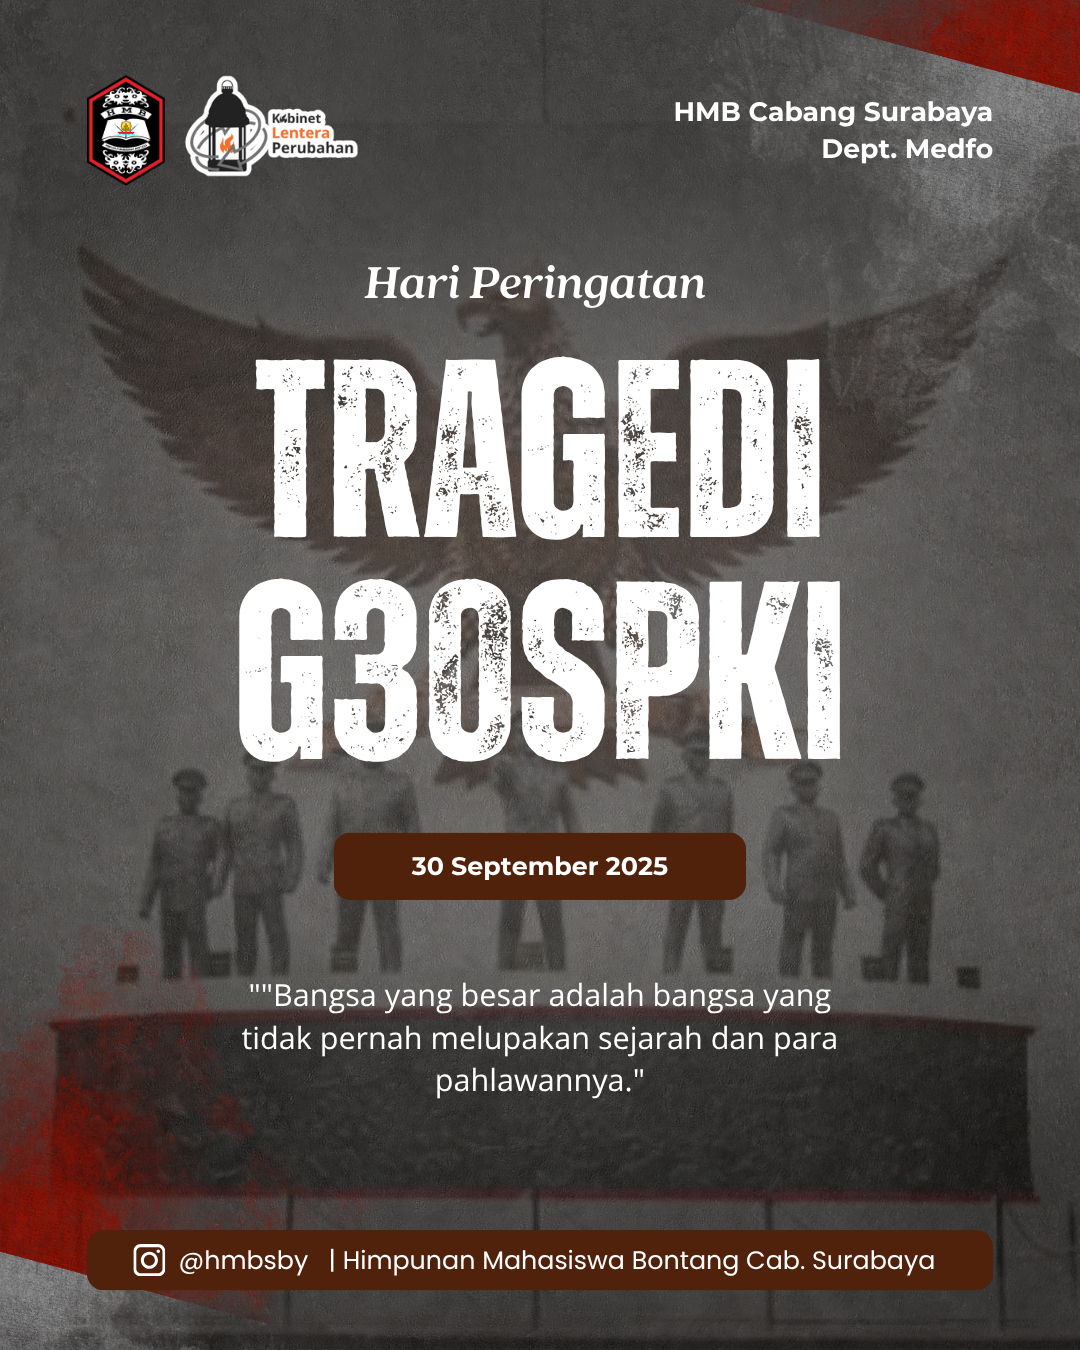 HMB
Kabinet
Lentera
Perubahan
HMB Cabang Surabaya
Dept. Medfo
Hari Peringatan
TRAGEDI
G30SPKI
30 September 2025
""Bangsa yang besar adalah bangsa yang
tidak pernah melupakan sejarah dan para
pahlawannya."
@hmbsby | Himpunan Mahasiswa Bontang Cab. Surabaya